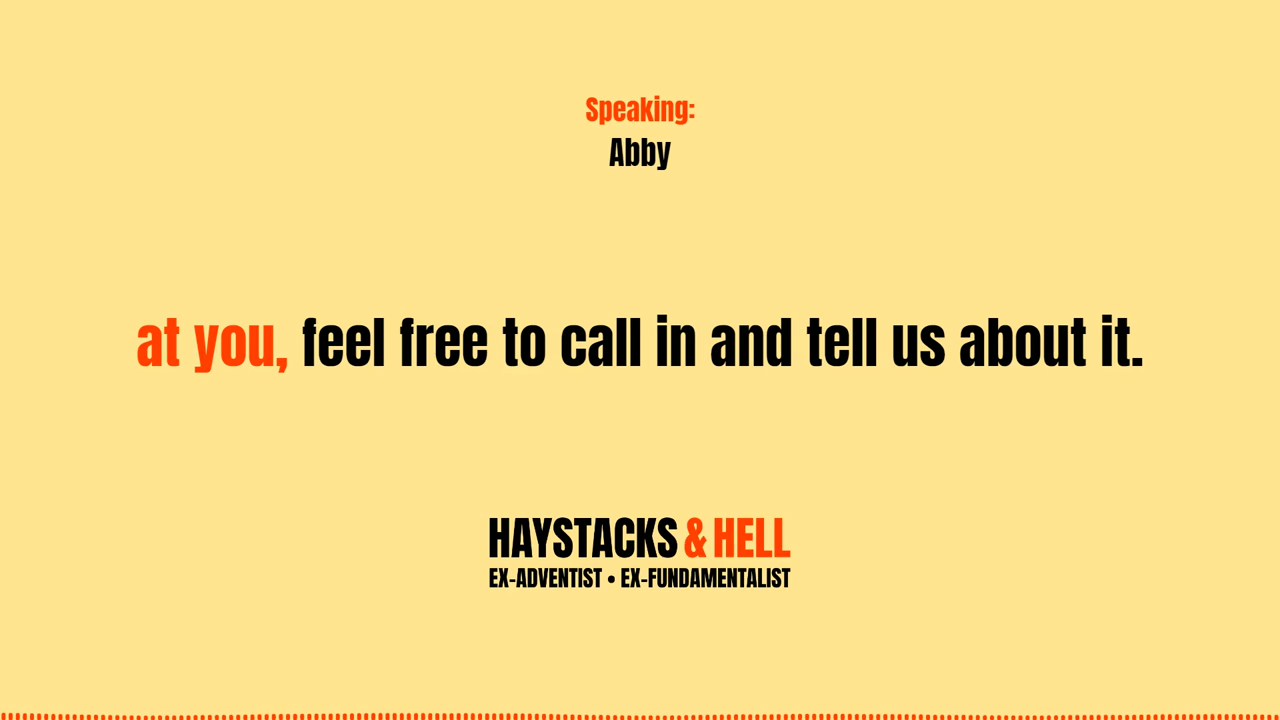 Speaking:
Abby
at you, feel free to call in and tell us about it.
HAYSTACKS & HELL
EX-ADVENTIST • EX-FUNDAMENTALIST